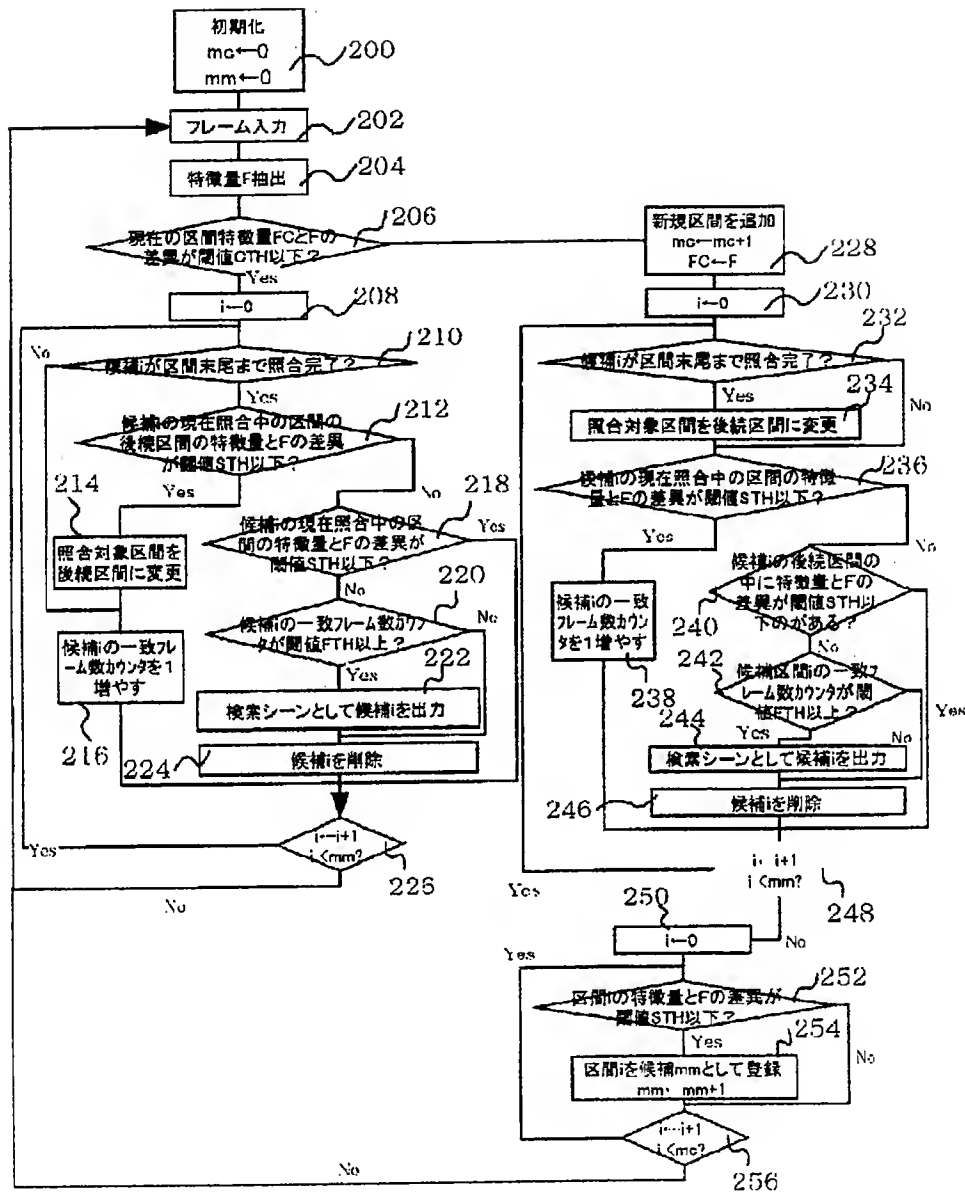 初期化
mc←0
mm←0
200
フレーム入力
202
特徴量F抽出
204
現在の区間特徴量FCとFの
差異が閾値CTH以下？
206
Yes
i←0
208
No
候補iが区間末尾まで照合完了？
210
Yes
候補iの現在照合中の区間の
後続区間の特徴量とFの差異
が閾値STH以下？
212
Yes
No
214
照合対象区間を
後続区間に変更
候補iの一致フレ
ーム数カウンタを1
増やす
216
候補iの現在照合中の区
間の特徴量とFの差異が
閾値STH以下？
218
Yes
No
候補iの一致フレーム数カウン
タが閾値FTH以上？
220
No
Yes
222
検索シーンとして候補iを出力
224
候補iを削除
i←i+1
i<mm?
226
Yes
No
新規区間を追加
mc←mc+1
FC←F
228
i←0
230
候補iが区間末尾まで照合完了？
232
Yes
No
234
照合対象区間を後続区間に変更
候補iの現在照合中の区間の特徴
量とFの差異が閾値STH以下？
236
Yes
No
候補iの一致
フレーム数カウン
タを1増やす
238
候補iの後続区間の
中に特徴量とFの
差異が閾値STH以
下のがある？
240
No
Yes
242
候補区間iの一致フ
レーム数カウンタが閾
値FTH以上？
244
Yes
No
検索シーンとして候補iを出力
246
候補iを削除
i←i+1
i<mm?
248
Yes
No
250
i←0
Yes
区間iの特徴量とFの差異が
閾値STH以下？
252
Yes
No
254
区間iを候補mmとして登録
mm← mm+1
i←i+1
i<mc?
256
No